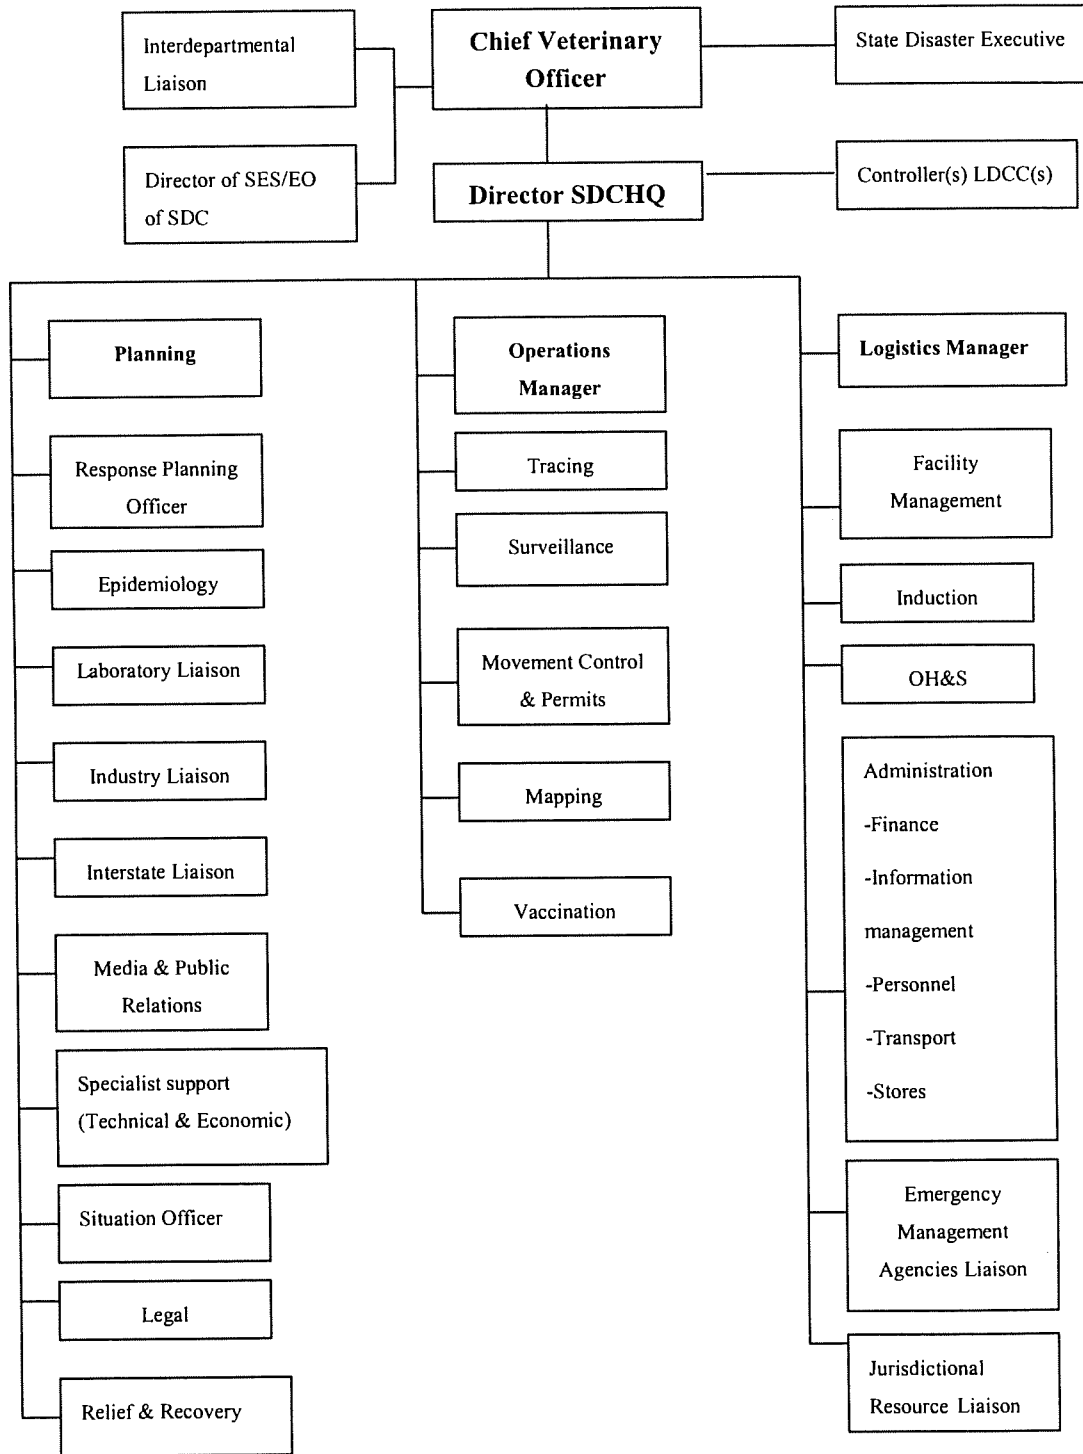 Interdepartmental
Liaison
Chief Veterinary
Officer
State Disaster Executive
Director of SES/EO
of SDC
Director SDCHQ
Controller(s) LDCC(s)
Planning
Response Planning
Officer
Epidemiology
Laboratory Liaison
Industry Liaison
Interstate Liaison
Media & Public
Relations
Specialist support
(Technical & Economic)
Situation Officer
Legal
Relief & Recovery
Operations
Manager
Tracing
Surveillance
Movement Control
& Permits
Mapping
Vaccination
Logistics Manager
Facility
Management
Induction
OH&S
Administration
-Finance
-Information
management
-Personnel
-Transport
-Stores
Emergency
Management
Agencies Liaison
Jurisdictional
Resource Liaison